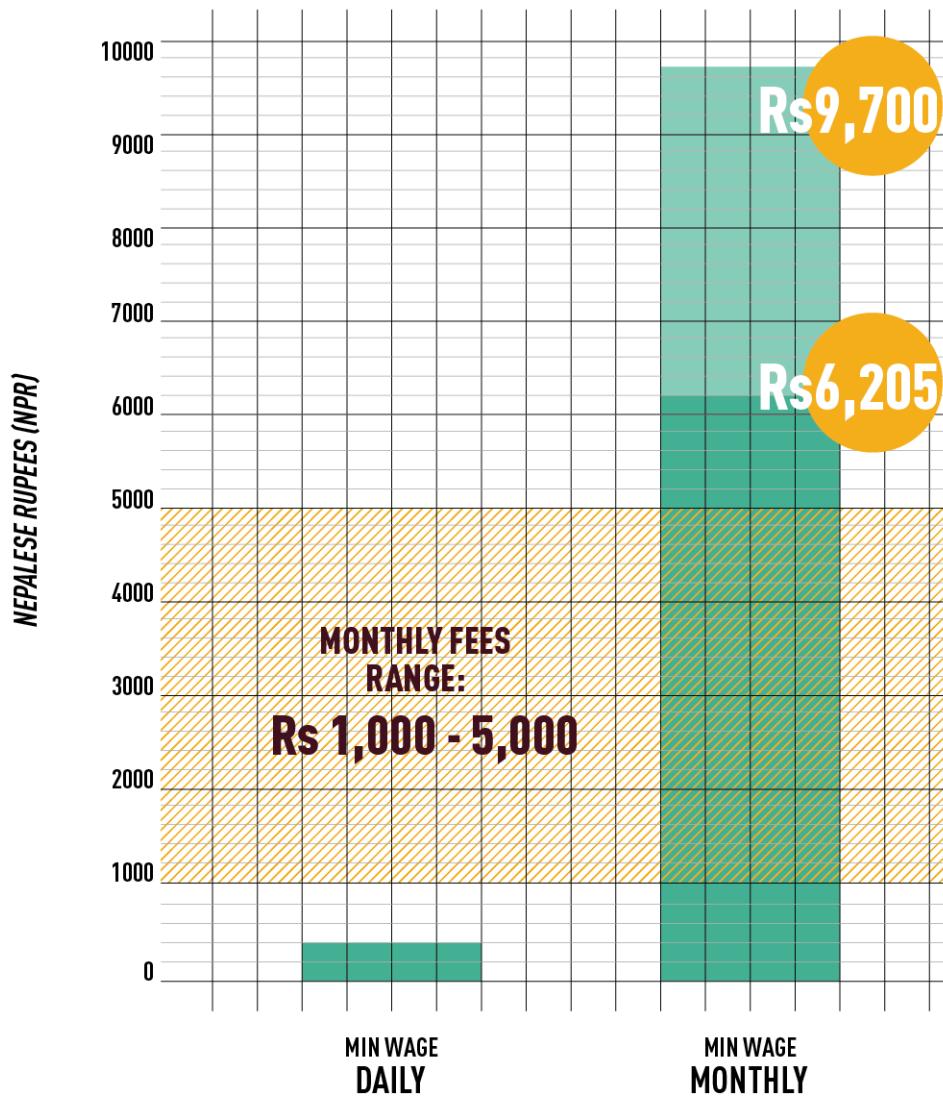 10000
Rs9,700
9000
8000
7000
Rs6,205
6000
5000
4000
NEPALESE RUPEES (NPR)
MONTHLY FEES
RANGE:
3000
Rs 1,000 - 5,000
2000
1000
0
MIN WAGE
DAILY
MIN WAGE
MONTHLY